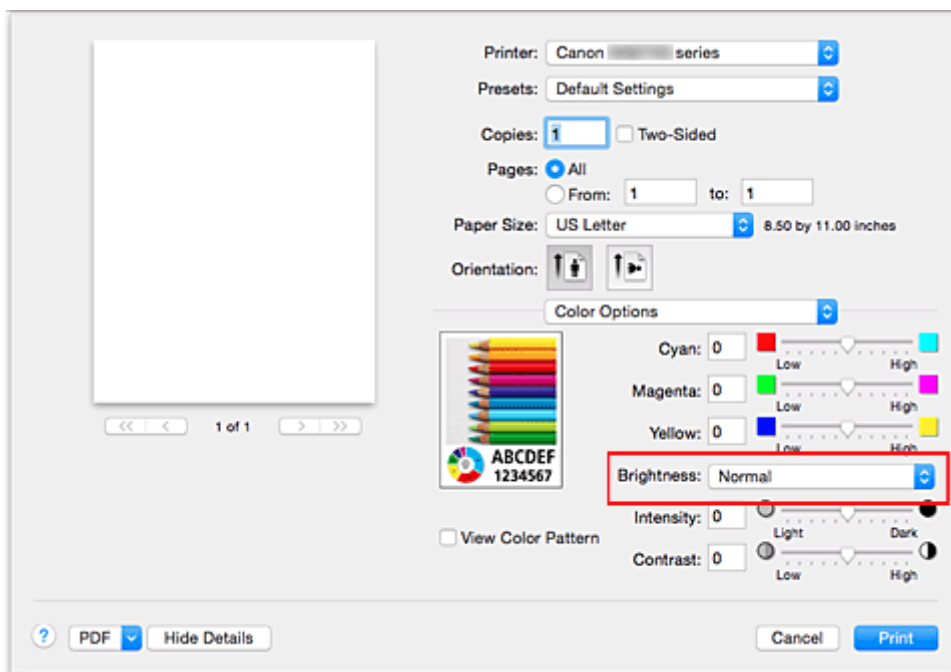 Printer: Canon series
Presets: Default Settings
Copies: 1 Two-Sided
Pages: All
From: 1 to: 1
Paper Size: US Letter 8.50 by 11.00 inches
Orientation:
Color Options
Cyan: 0
Low High
Magenta: 0
Low High
Yellow: 0
Low High
Brightness: Normal
Intensity: 0
Light Dark
Contrast: 0
Low High
ABCDEF
1234567
View Color Pattern
1 of 1
? PDF Hide Details Cancel Print